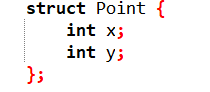 struct Point {
    int x;
    int y;
};